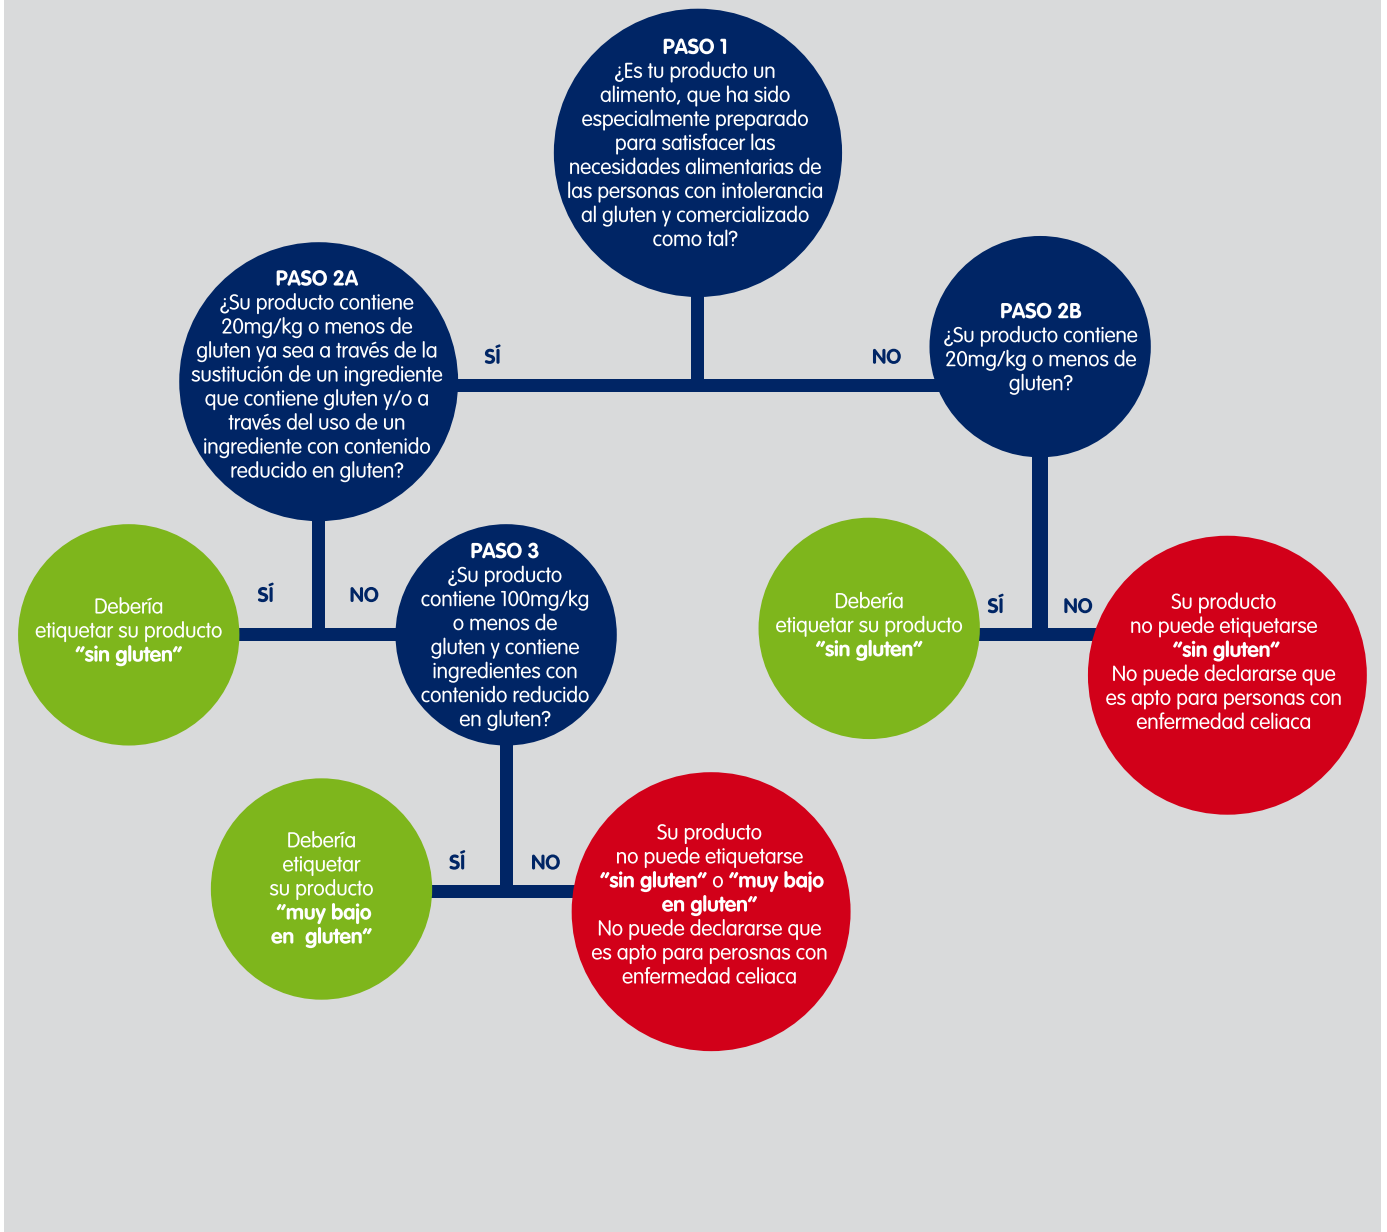 PASO 1
¿Es tu producto un
alimento, que ha sido
especialmente preparado
para satisfacer las
necesidades alimentarias de
las personas con intolerancia
al gluten y comercializado
como tal?
SÍ
NO
PASO 2A
¿Su producto contiene
20mg/kg o menos de
gluten ya sea a través de la
sustitución de un ingrediente
que contiene gluten y/o a
través del uso de un
ingrediente con contenido
reducido en gluten?
PASO 2B
¿Su producto contiene
20mg/kg o menos de
gluten?
SÍ
NO
Debería
etiquetar su producto
"sin gluten"
PASO 3
¿Su producto
contiene 100mg/kg
o menos de
gluten y contiene
ingredientes con
contenido reducido
en gluten?
SÍ
NO
Debería
etiquetar su producto
"sin gluten"
Su producto
no puede etiquetarse
"sin gluten"
No puede declararse que
es apto para personas con
enfermedad celiaca
SÍ
NO
Debería
etiquetar
su producto
"muy bajo
en gluten"
Su producto
no puede etiquetarse
"sin gluten" o "muy bajo
en gluten"
No puede declararse que
es apto para perosnas con
enfermedad celiaca